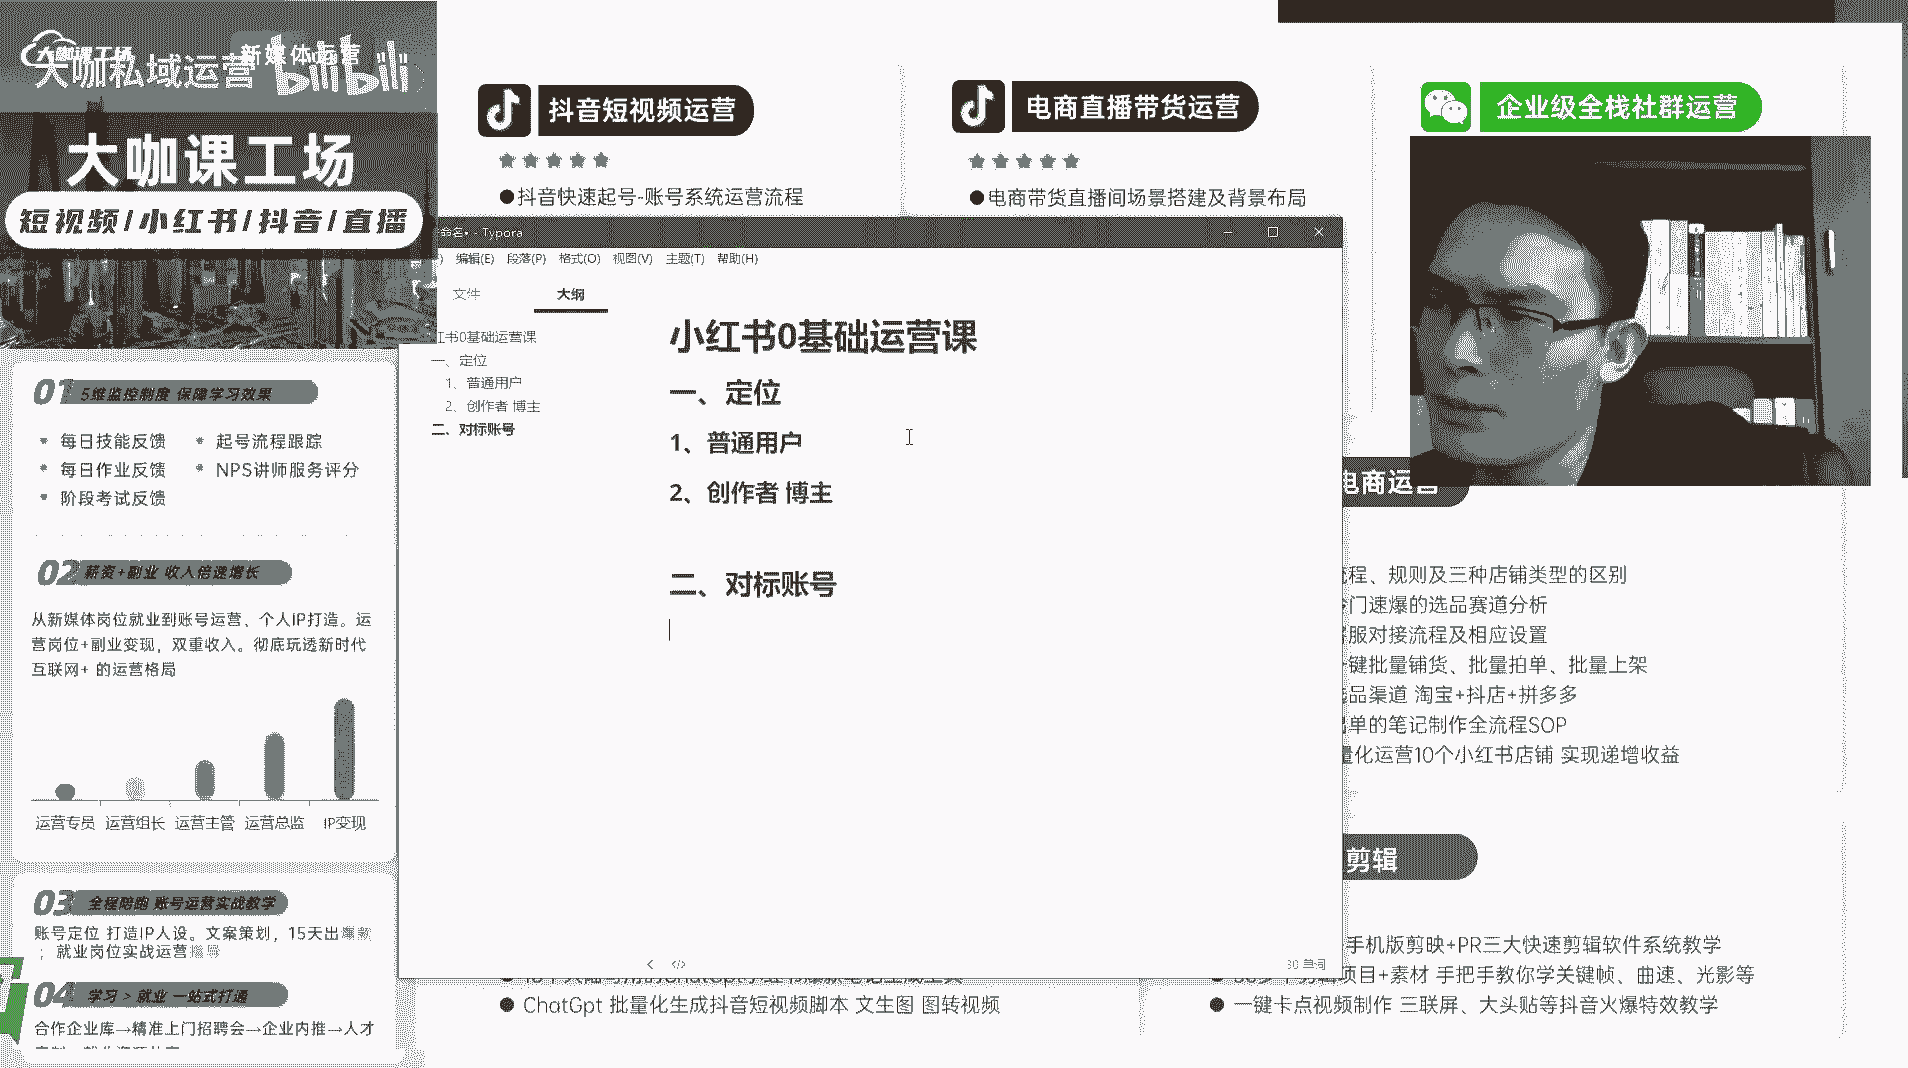 大咖课工场
新媒体运营
大咖私域运营
bilibili
大咖课工场
短视频/小红书/抖音/直播
01
5维监控制度 保障学习效果
每日技能反馈
起号流程跟踪
每日作业反馈
NPS讲师服务评分
阶段考试反馈
02
薪资+副业 收入倍速增长
从新媒体岗位就业到账号运营、个人IP打造。运
营岗位+副业变现，双重收入。彻底玩透新时代
互联网+ 的运营格局
运营专员
运营组长
运营主管
运营总监
IP变现
03
全程陪跑 账号运营实战教学
账号定位 打造IP人设。文案策划，15天出爆款
；就业岗位实战运营指导
04
学习 > 就业 一站式打通
合作企业库→精准上门招聘会→企业内推→人才
抖音短视频运营
●抖音快速起号-账号系统运营流程
电商直播带货运营
●电商带货直播间场景搭建及背景布局
企业级全栈社群运营
命名• - Typora
编辑(E)
段落(P)
格式(O)
视图(V)
主题(T)
帮助(H)
文件
大纲
红书0基础运营课
一、定位
1、普通用户
2、创作者 博主
二、对标账号
小红书0基础运营课
一、定位
1、普通用户
2、创作者 博主
二、对标账号
</>
30 单词
电商运营
流程、规则及三种店铺类型的区别
冷门速爆的选品赛道分析
客服对接流程及相应设置
一键批量铺货、批量拍单、批量上架
选品渠道 淘宝+抖店+拼多多
出单的笔记制作全流程SOP
量化运营10个小红书店铺 实现递增收益
剪辑
手机版剪映+PR三大快速剪辑软件系统教学
项目+素材 手把手教你学关键帧、曲速、光影等
● 一键卡点视频制作 三联屏、大头贴等抖音火爆特效教学
● ChatGpt 批量化生成抖音短视频脚本 文生图 图转视频